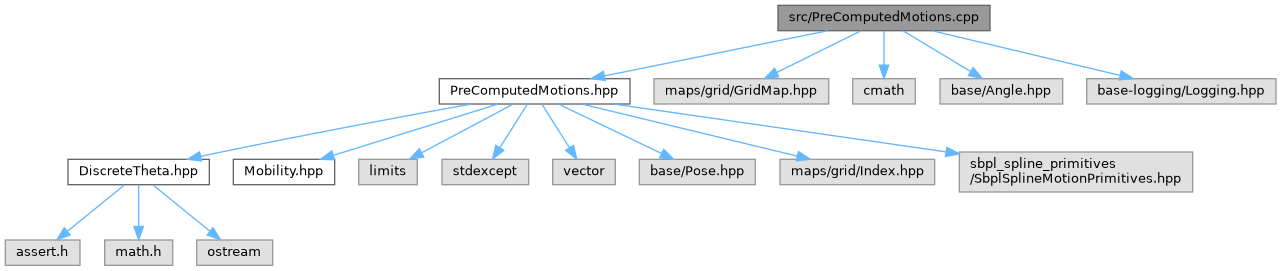 src/PreComputedMotions.cpp
PreComputedMotions.hpp
maps/grid/GridMap.hpp
cmath
base/Angle.hpp
base-logging/Logging.hpp
DiscreteTheta.hpp
Mobility.hpp
limits
stdexcept
vector
base/Pose.hpp
maps/grid/Index.hpp
sbpl_spline_primitives
/SbplSplineMotionPrimitives.hpp
assert.h
math.h
ostream